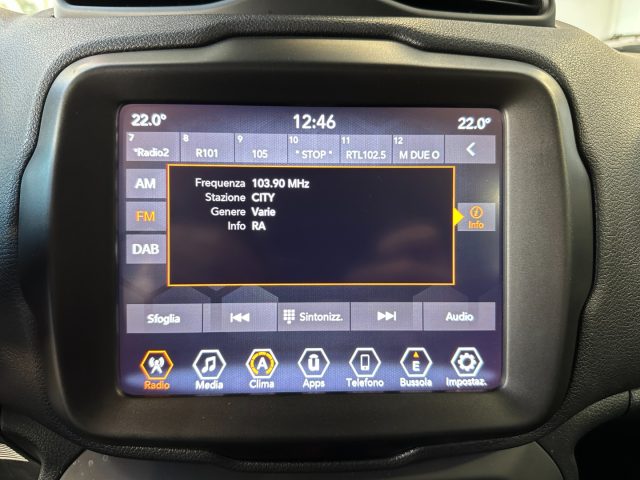 22.0° 12:46 22.0°
7 8 9 10 11 12
"Radio2 R101 105 " STOP " RTL102.5 M DUE O
AM
FM
DAB
Frequenza 103.90 MHz
Stazione CITY
Genere Varie
Info RA
Info
Sfoglia Sintonizz. Audio
A ū E
Radio Media Clima Apps Telefono Bussola Impostaz.